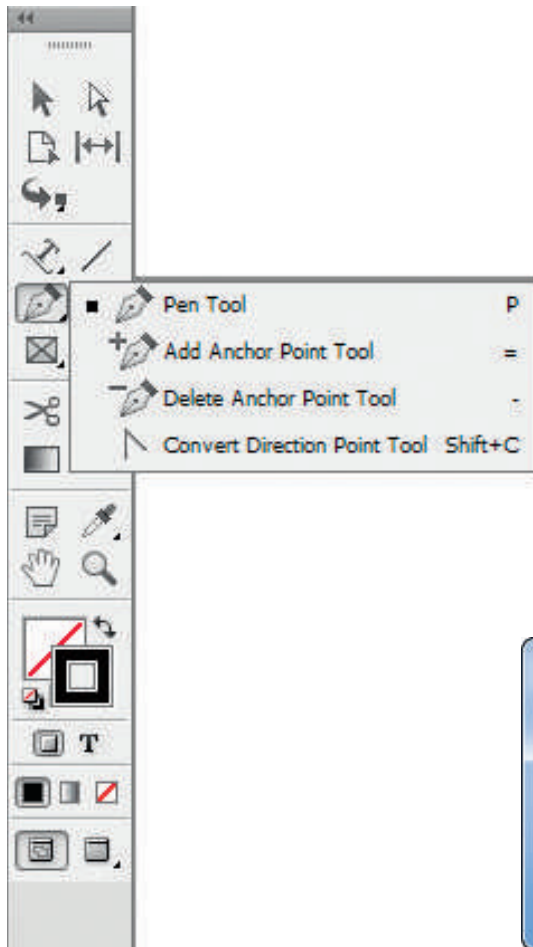 Pen Tool P
Add Anchor Point Tool =
Delete Anchor Point Tool -
Convert Direction Point Tool Shift+C
T